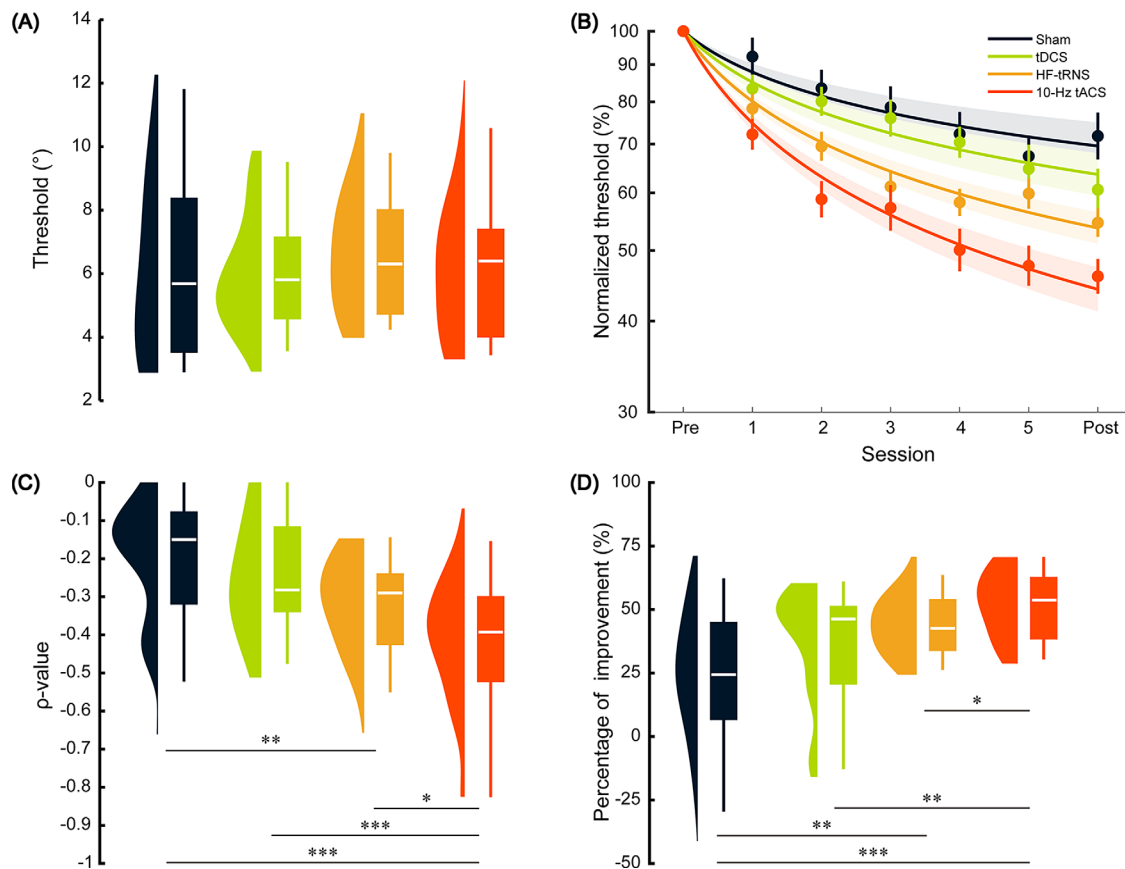 (A)
Threshold (°)
14
12
10
8
6
4
2
(B)
Normalized threshold (%)
100
90
80
70
60
50
40
30
Sham
tDCS
HF-tRNS
10-Hz tACS
Pre 1 2 3 4 5 Post
Session
(C)
ρ-value
0
-0.1
-0.2
-0.3
-0.4
-0.5
-0.6
-0.7
-0.8
-0.9
-1
**
*
***
***
(D)
Percentage of improvement (%)
100
75
50
25
0
-25
-50
*
**
**
***